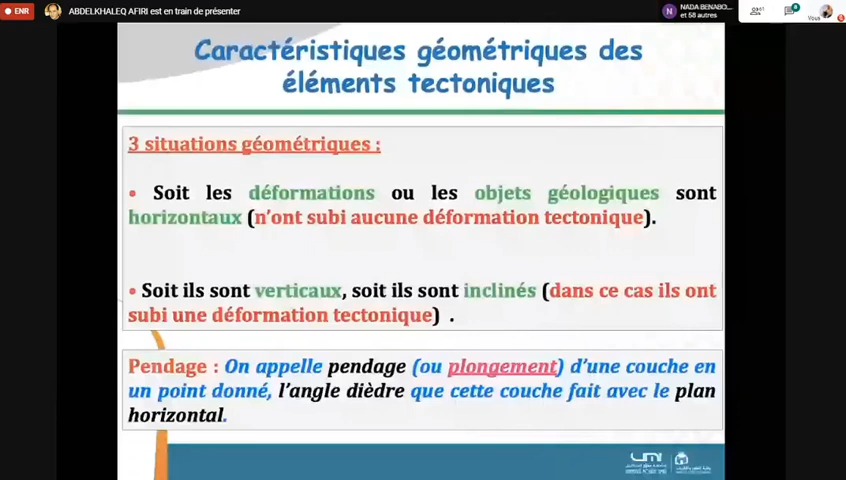 ENR
ABDELKHALEQ AFIRI est en train de présenter
N
NADA BENABO...
et 58 autres
Vous
Caractéristiques géométriques des
éléments tectoniques
3 situations géométriques :
• Soit les déformations ou les objets géologiques sont
horizontaux (n'ont subi aucune déformation tectonique).
• Soit ils sont verticaux, soit ils sont inclinés (dans ce cas ils ont
subi une déformation tectonique) .
Pendage : On appelle pendage (ou plongement) d'une couche en
un point donné, l'angle dièdre que cette couche fait avec le plan
horizontal.